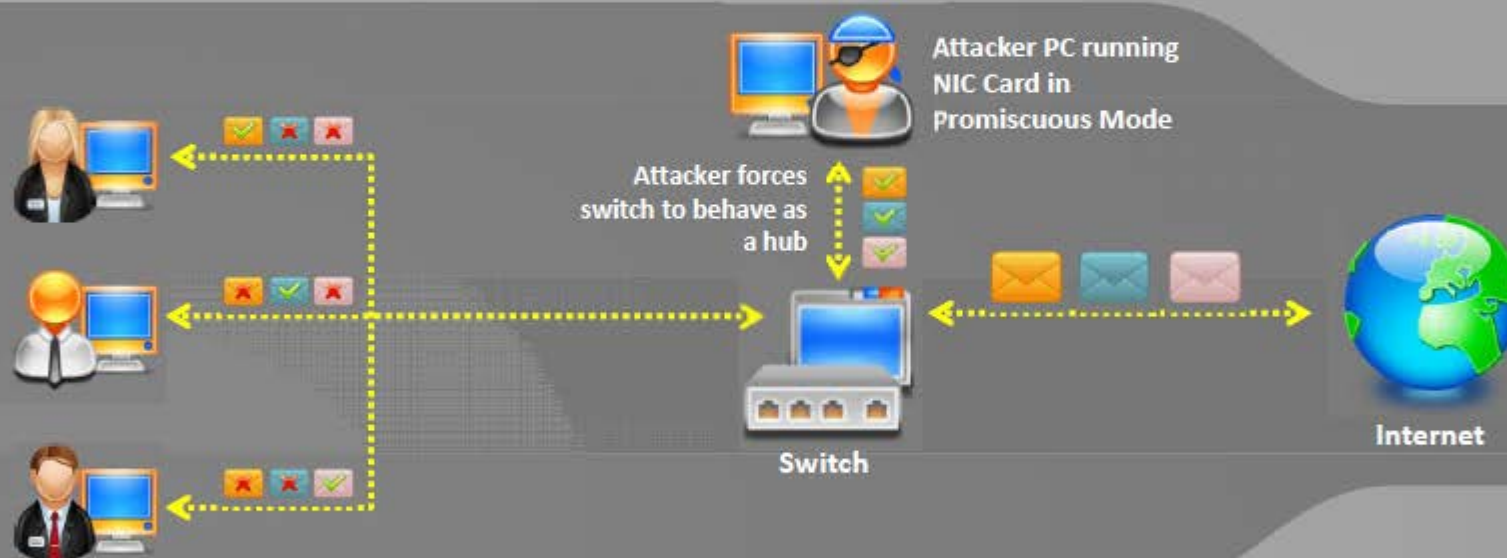 Attacker PC running
NIC Card in
Promiscuous Mode
Attacker forces
switch to behave as
a hub
Switch
Internet